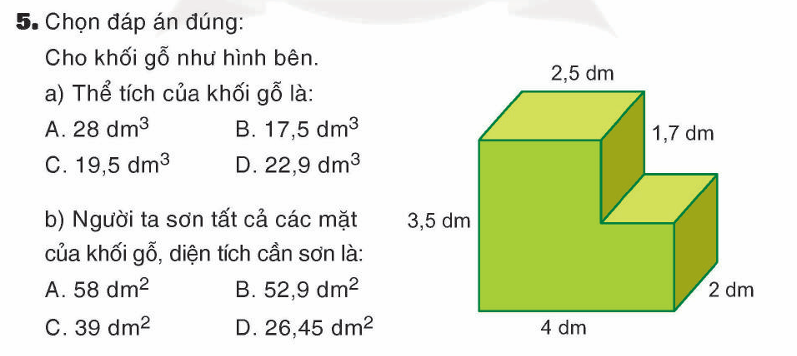 5. Chọn đáp án đúng:
Cho khối gỗ như hình bên.
a) Thể tích của khối gỗ là:
A. 28 dm³ B. 17,5 dm³
C. 19,5 dm³ D. 22,9 dm³
b) Người ta sơn tất cả các mặt
của khối gỗ, diện tích cần sơn là:
A. 58 dm² B. 52,9 dm²
C. 39 dm² D. 26,45 dm²
2,5 dm
1,7 dm
3,5 dm
2 dm
4 dm